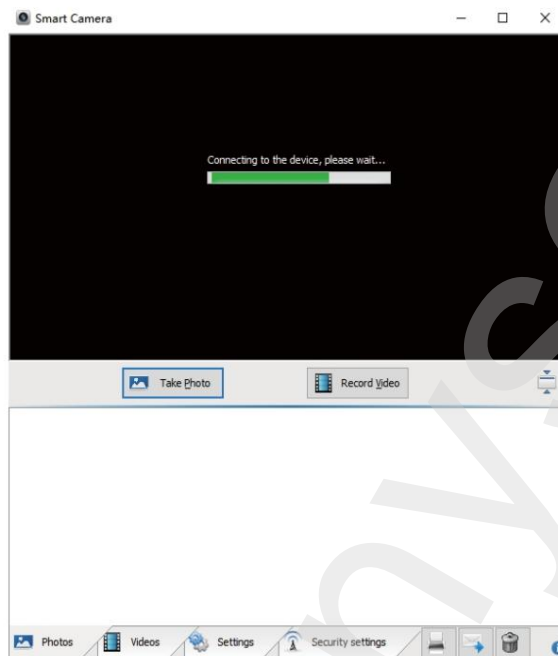 Smart Camera
Connecting to the device, please wait...
Take Photo
Record Video
Photos
Videos
Settings
Security settings